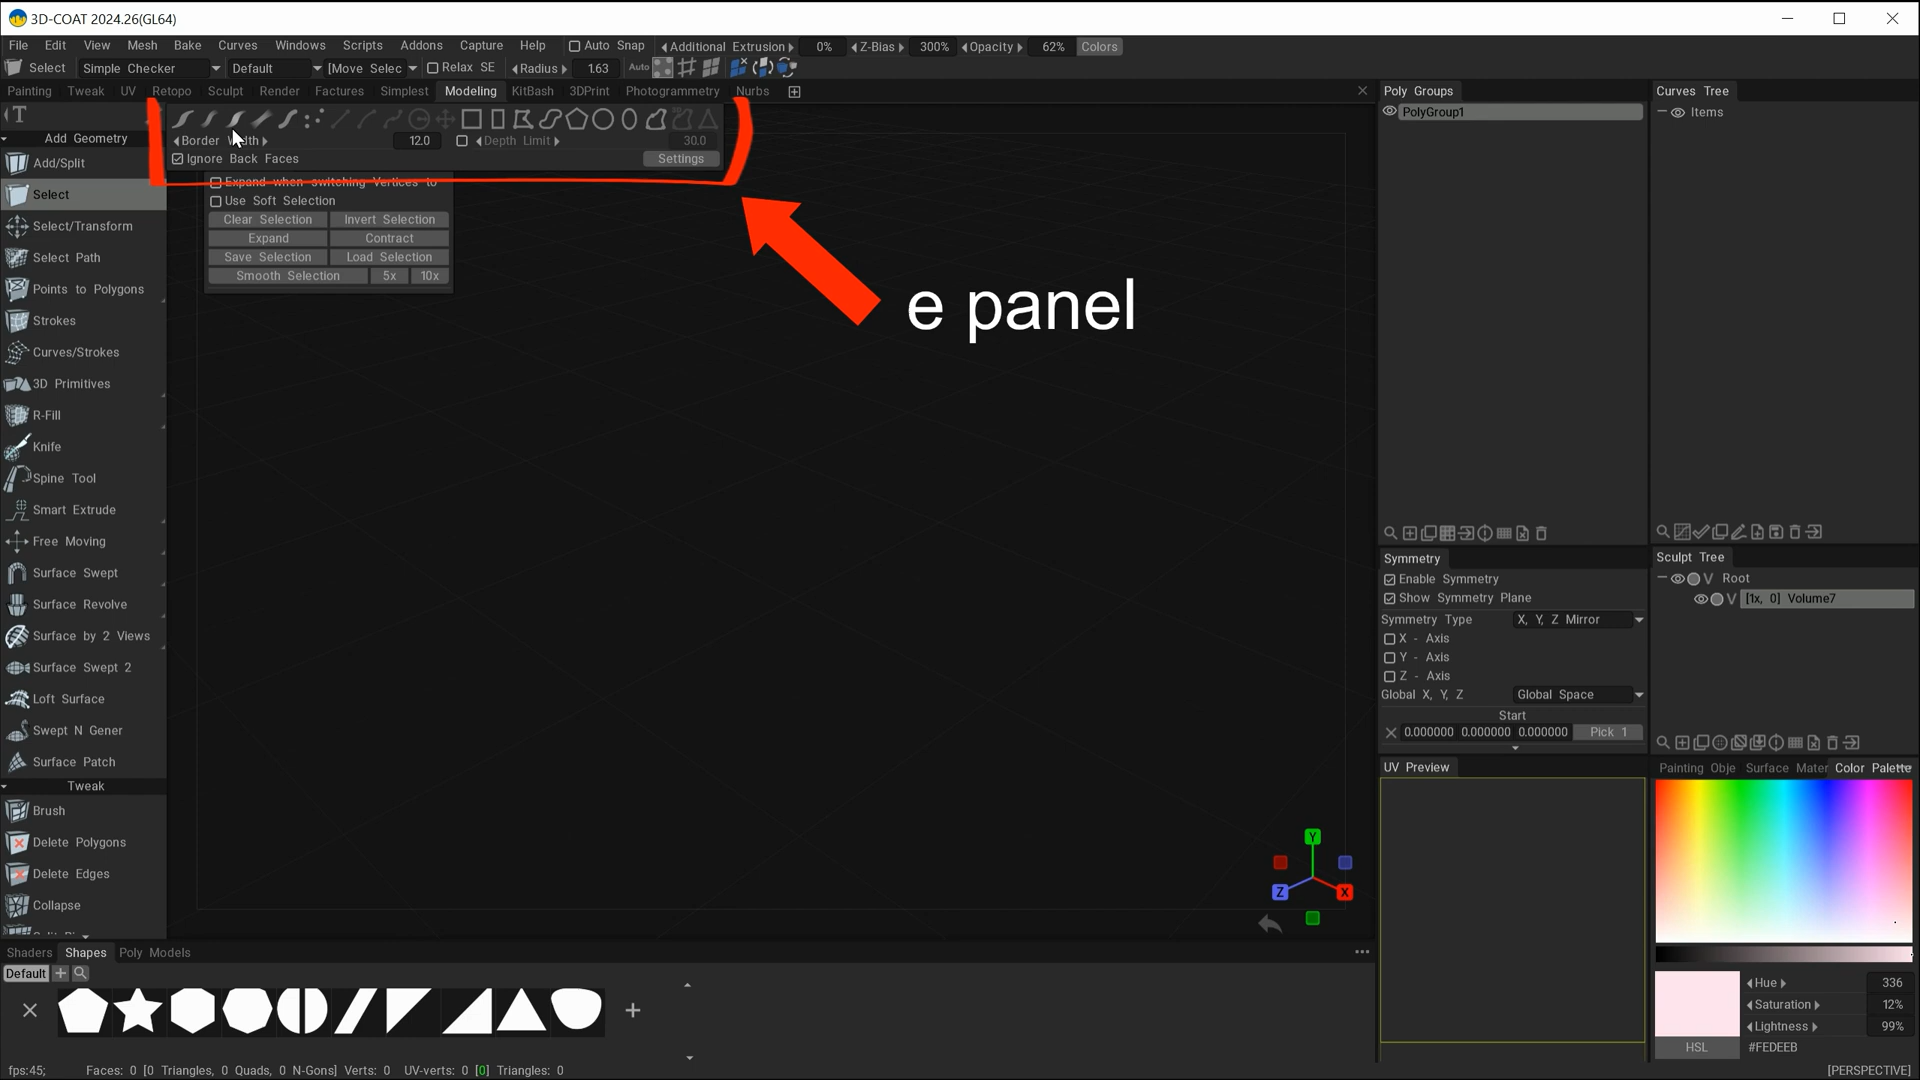 3D-COAT 2024.26(GL64)
File Edit View Mesh Bake Curves Windows Scripts Addons Capture Help Auto Snap Additional Extrusion 0% Z-Bias 300% Opacity 62% Colors
Select Simple Checker Default [Move Selec Relax SE Radius 1.63 Auto
Painting Tweak UV Retopo Sculpt Render Factures Simplest Modeling KitBash 3DPrint Photogrammetry Nurbs
T
Border 12.0 Depth Limit 30.0
Ignore Back Faces Settings
Expand when switching Vertices to
Use Soft Selection
Clear Selection Invert Selection
Expand Contract
Save Selection Load Selection
Smooth Selection 5x 10x
e panel
Add Geometry
Add/Split
Select
Select/Transform
Select Path
Points to Polygons
Strokes
Curves/Strokes
3D Primitives
R-Fill
Knife
Spine Tool
Smart Extrude
Free Moving
Surface Swept
Surface Revolve
Surface by 2 Views
Surface Swept 2
Loft Surface
Swept N Gener
Surface Patch
Tweak
Brush
Delete Polygons
Delete Edges
Collapse
Y
Z X
Poly Groups
PolyGroup1
Curves Tree
Items
Symmetry
Enable Symmetry
Show Symmetry Plane
Symmetry Type X, Y, Z Mirror
X - Axis
Y - Axis
Z - Axis
Global X, Y, Z Global Space
Start
0.000000 0.000000 0.000000 Pick 1
Sculpt Tree
V Root
V [1x, 0] Volume7
UV Preview
Painting Obje Surface Mater Color Palette
Hue 336
Saturation 12%
Lightness 99%
HSL #FEDEEB
Shaders Shapes Poly Models
Default
fps:45; Faces: 0 [0 Triangles, 0 Quads, 0 N-Gons] Verts: 0 UV-verts: 0 [0] Triangles: 0 [PERSPECTIVE]